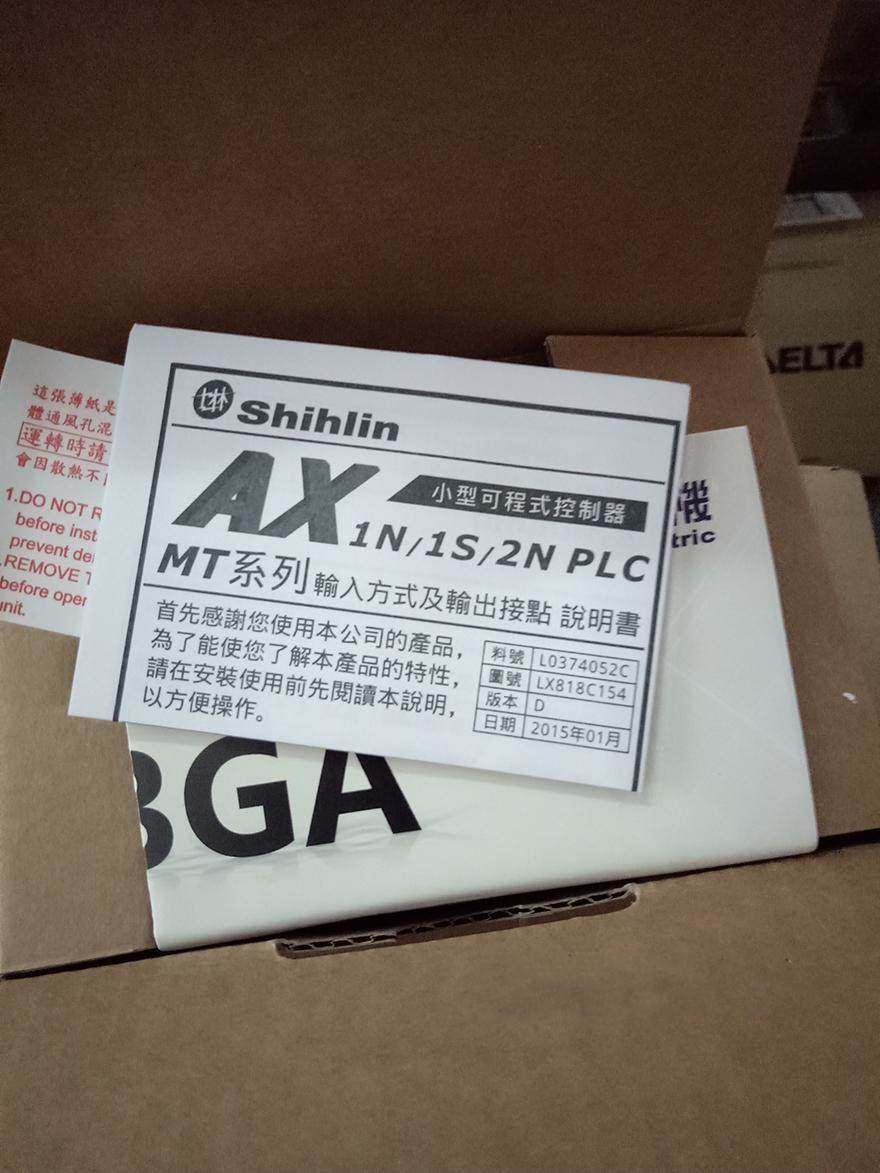 Shihlin
AX
小型可程式控制器
1N/1S/2N PLC
MT系列 輸入方式及輸出接點 說明書
首先感謝您使用本公司的產品，
為了能使您了解本產品的特性，
請在安裝使用前先閱讀本說明，
以方便操作。
料號 L0374052C
圖號 LX818C154
版本 D
日期 2015年01月
這張薄紙是
體通風孔混
運轉時請
會因散熱不
1.DO NOT R
before inst
prevent de
.REMOVE T
before oper
unit.
機
tric
GA
ELTA